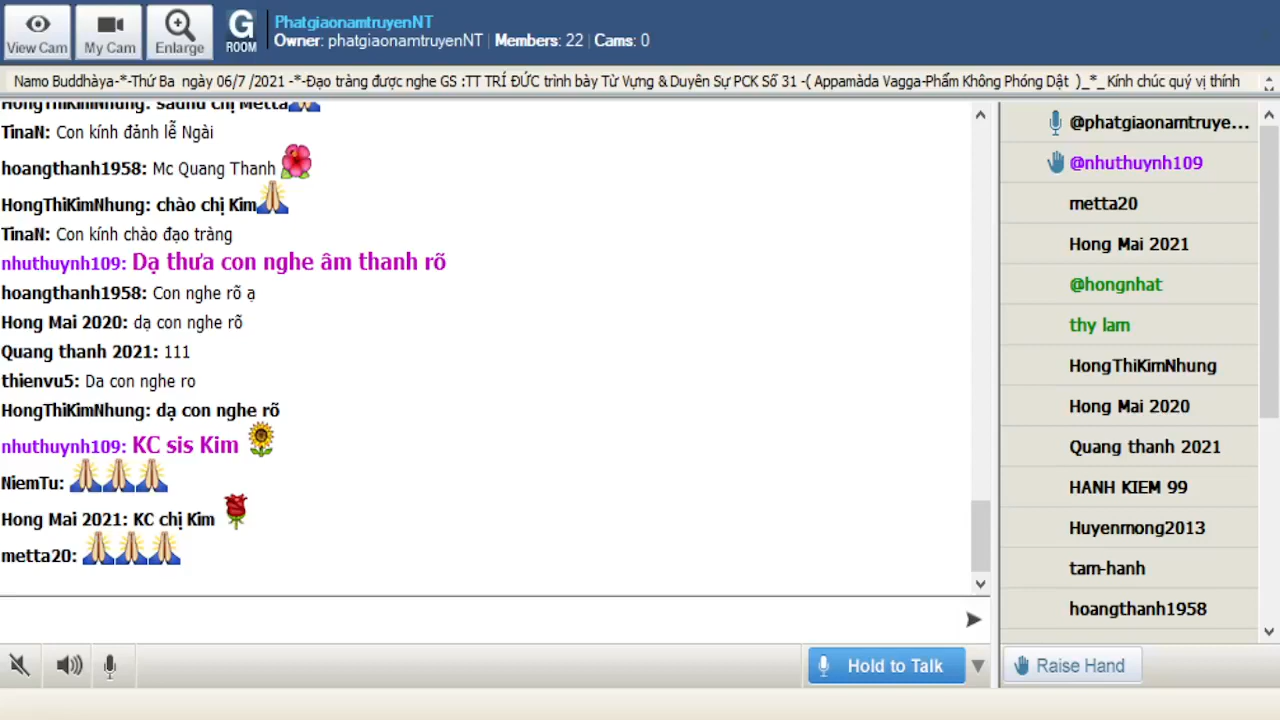 View Cam
My Cam
Enlarge
G
ROOM
PhatgiaonamtruyenNT
Owner: phatgiaonamtruyenNT | Members: 22 | Cams: 0
Namo Buddhàya-*-Thứ Ba ngày 06/7 /2021 -*-Đạo tràng được nghe GS :TT TRÍ ĐỨC trình bày Từ Vựng & Duyên Sự PCK Số 31 -( Appamàda Vagga-Phẩm Không Phóng Dật )_*_ Kính chúc quý vị thính
HongThiKimNhung: sadhu chị Metta
TinaN: Con kính đảnh lễ Ngài
hoangthanh1958: Mc Quang Thanh
HongThiKimNhung: chào chị Kim
TinaN: Con kính chào đạo tràng
nhuthuynh109: Dạ thưa con nghe âm thanh rõ
hoangthanh1958: Con nghe rõ ạ
Hong Mai 2020: dạ con nghe rõ
Quang thanh 2021: 111
thienvu5: Da con nghe ro
HongThiKimNhung: dạ con nghe rõ
nhuthuynh109: KC sis Kim
NiemTu:
Hong Mai 2021: KC chị Kim
metta20:
@phatgiaonamtruye...
@nhuthuynh109
metta20
Hong Mai 2021
@hongnhat
thy lam
HongThiKimNhung
Hong Mai 2020
Quang thanh 2021
HANH KIEM 99
Huyenmong2013
tam-hanh
hoangthanh1958
Hold to Talk
Raise Hand